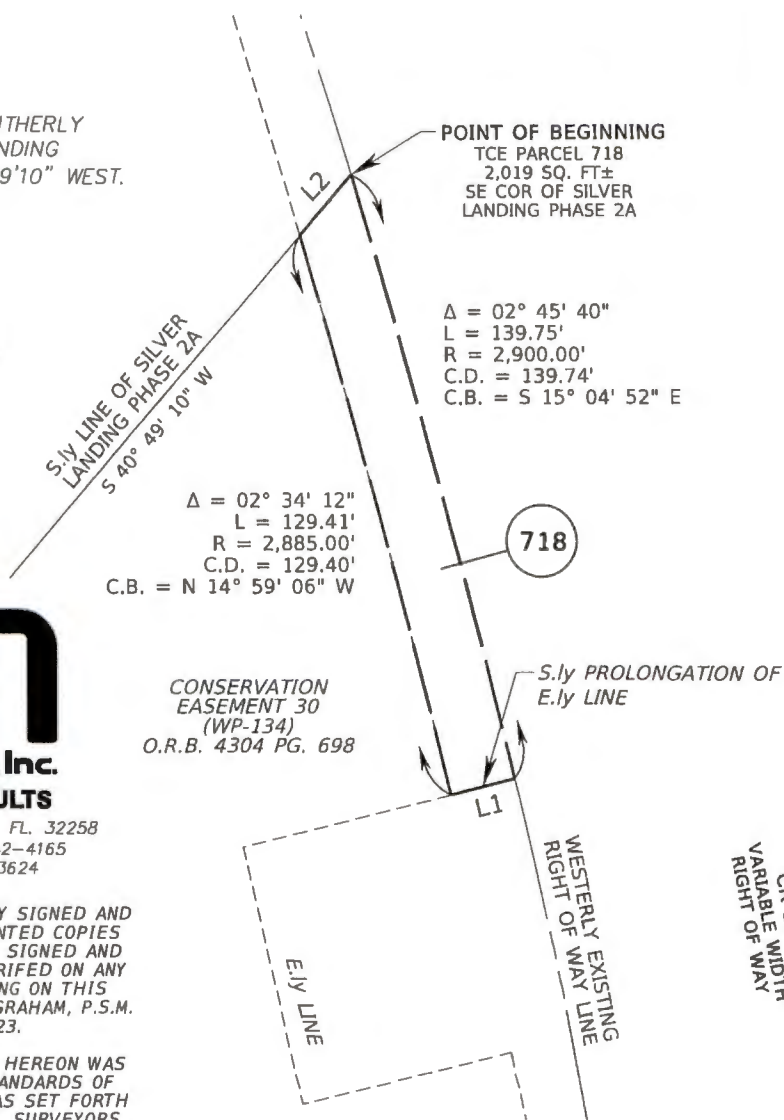 THERLY
NDING
9'10" WEST.
POINT OF BEGINNING
TCE PARCEL 718
2,019 SQ. FT±
SE COR OF SILVER
LANDING PHASE 2A
L2
S.ly LINE OF SILVER
LANDING PHASE 2A
S 40° 49' 10" W
Δ = 02° 45' 40"
L = 139.75'
R = 2,900.00'
C.D. = 139.74'
C.B. = S 15° 04' 52" E
Δ = 02° 34' 12"
L = 129.41'
R = 2,885.00'
C.D. = 129.40'
C.B. = N 14° 59' 06" W
718
S.ly PROLONGATION OF
E.ly LINE
CONSERVATION
EASEMENT 30
(WP-134)
O.R.B. 4304 PG. 698
L1
Inc.
ULTS
FL. 32258
2-4165
3624
WESTERLY EXISTING
RIGHT OF WAY LINE
VARIABLE WIDTH
RIGHT OF WAY
E.ly LINE
Y SIGNED AND
NTED COPIES
SIGNED AND
RIFED ON ANY
NG ON THIS
GRAHAM, P.S.M.
23.
HEREON WAS
ANDARDS OF
AS SET FORTH
SURVEYORS